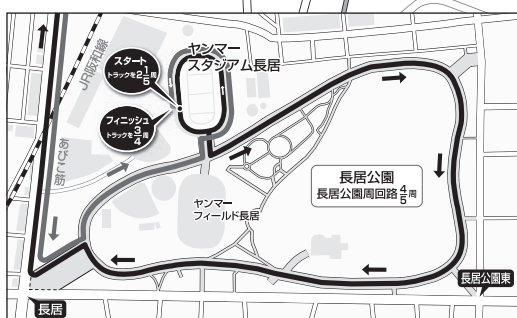 ヤンマー
スタジアム長居
スタート
トラックを2 1/5周
フィニッシュ
トラックを3/4
JR阪和線
あびこ筋
長居公園
長居公園周回路4/5周
ヤンマー
フィールド長居
長居公園東
長居